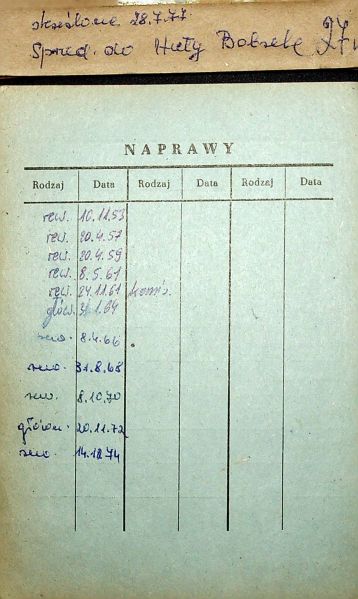 skreślone 28.7.77
Sprzed. do Huty Bobrek 27
NAPRAWY
Rodzaj Data Rodzaj Data Rodzaj Data
rew. 10.11.53
rew. 20.4.57
rew. 20.4.59
rew. 8.5.61
rew. 24.11.61
głów. 31.1.64
rew. 8.4.66
rew. 31.8.68
rew. 8.10.70
główn. 20.11.72
rew. 14.12.74